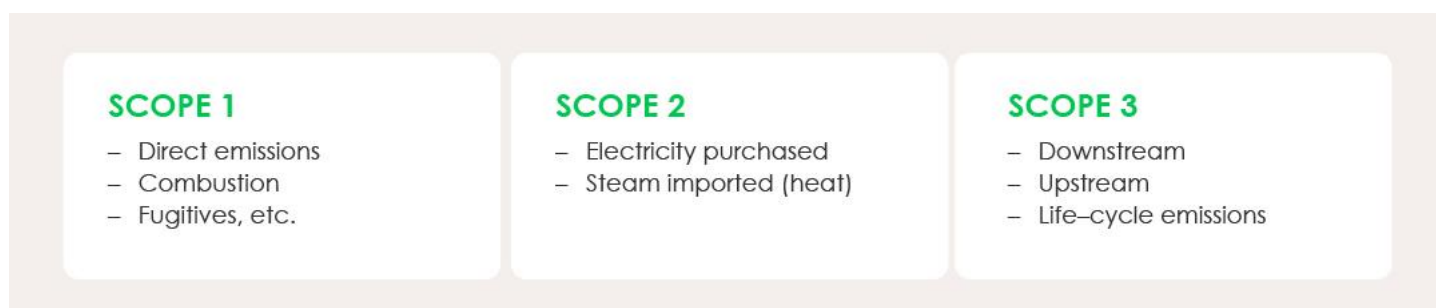 SCOPE 1
– Direct emissions
– Combustion
– Fugitives, etc.
SCOPE 2
– Electricity purchased
– Steam imported (heat)
SCOPE 3
– Downstream
– Upstream
– Life–cycle emissions